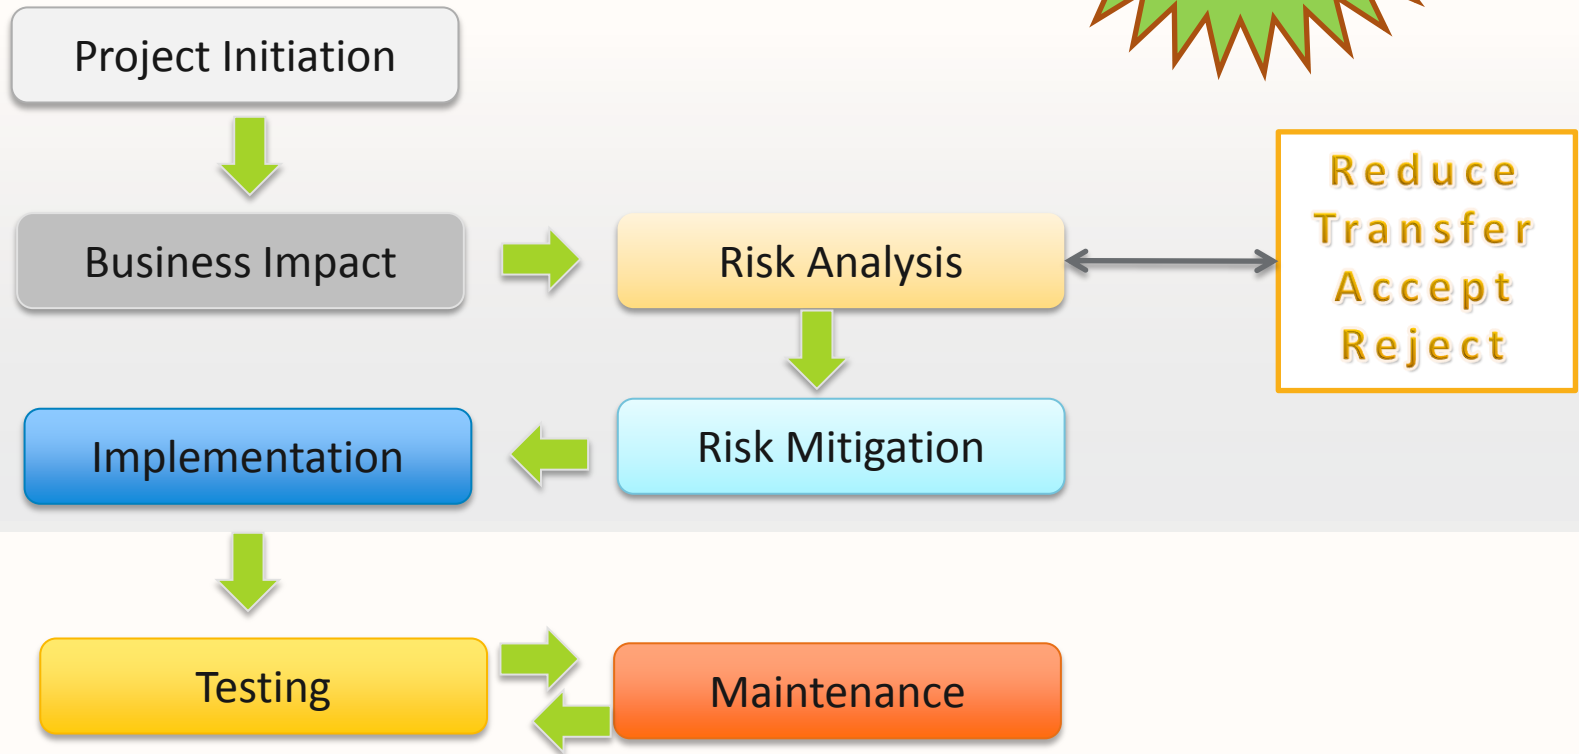 Project Initiation
Business Impact
Risk Analysis
Reduce
Transfer
Accept
Reject
Implementation
Risk Mitigation
Testing
Maintenance